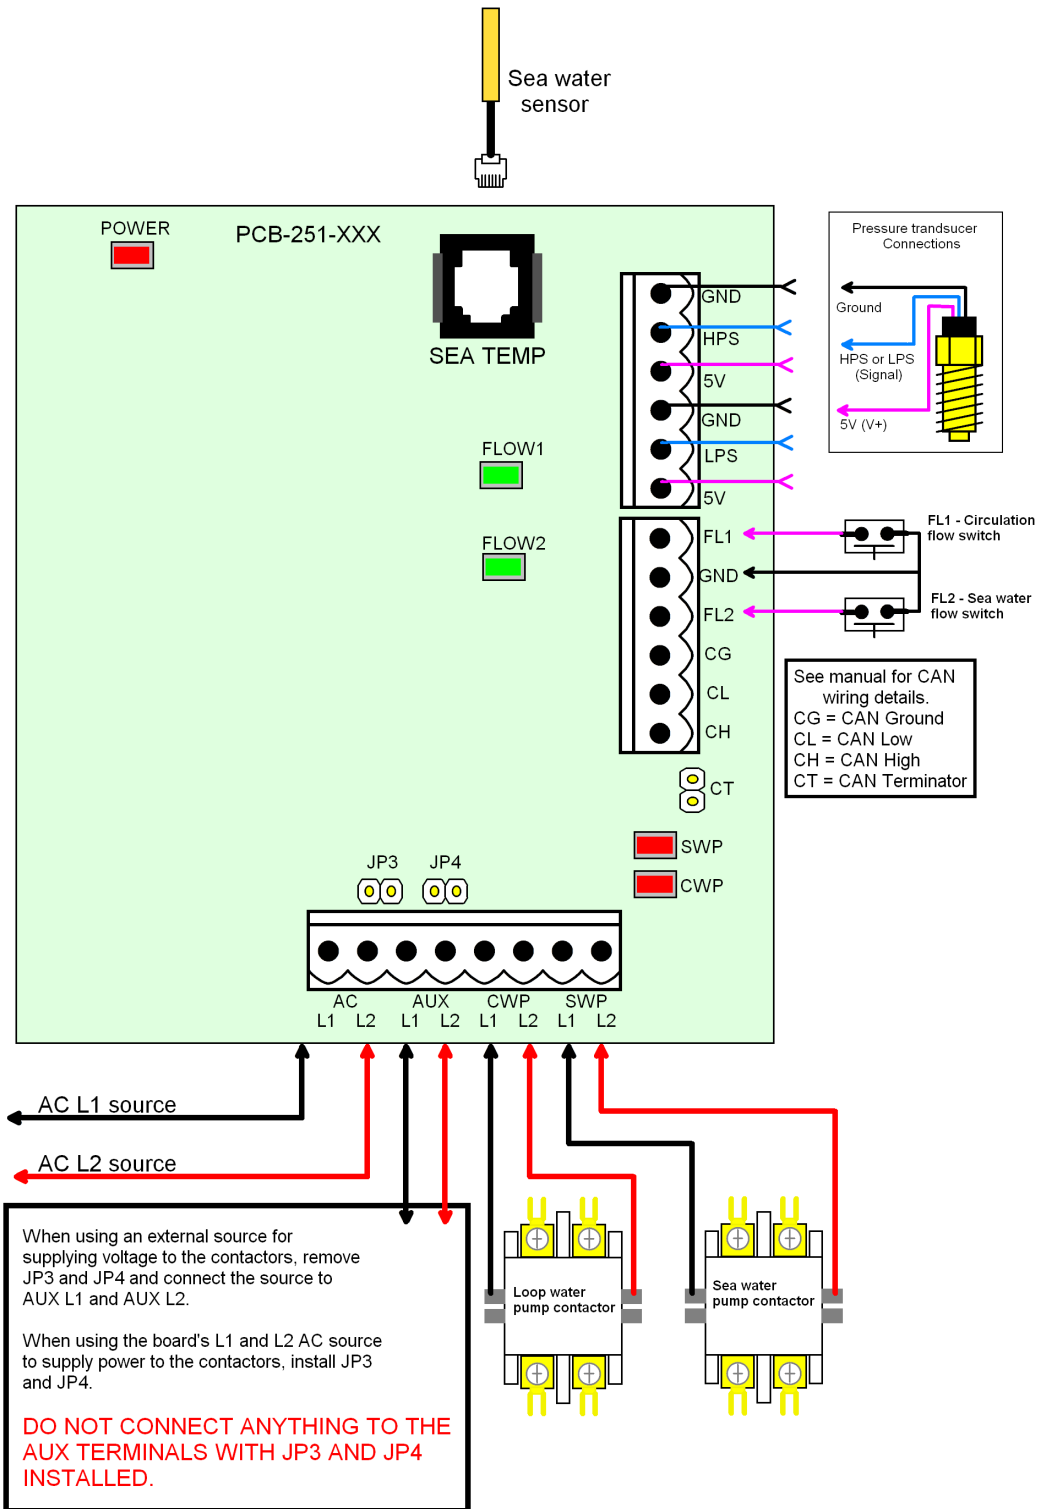 Sea water
sensor
POWER
PCB-251-XXX
SEA TEMP
FLOW1
FLOW2
GND
HPS
5V
GND
LPS
5V
Pressure trandsucer
Connections
Ground
HPS or LPS
(Signal)
5V (V+)
FL1
GND
FL2
CG
CL
CH
FL1 - Circulation
flow switch
FL2 - Sea water
flow switch
See manual for CAN
wiring details.
CG = CAN Ground
CL = CAN Low
CH = CAN High
CT = CAN Terminator
CT
SWP
CWP
JP3 JP4
AC AUX CWP SWP
L1 L2 L1 L2 L1 L2 L1 L2
AC L1 source
AC L2 source
When using an external source for
supplying voltage to the contactors, remove
JP3 and JP4 and connect the source to
AUX L1 and AUX L2.
When using the board's L1 and L2 AC source
to supply power to the contactors, install JP3
and JP4.
DO NOT CONNECT ANYTHING TO THE
AUX TERMINALS WITH JP3 AND JP4
INSTALLED.
Loop water
pump contactor
Sea water
pump contactor